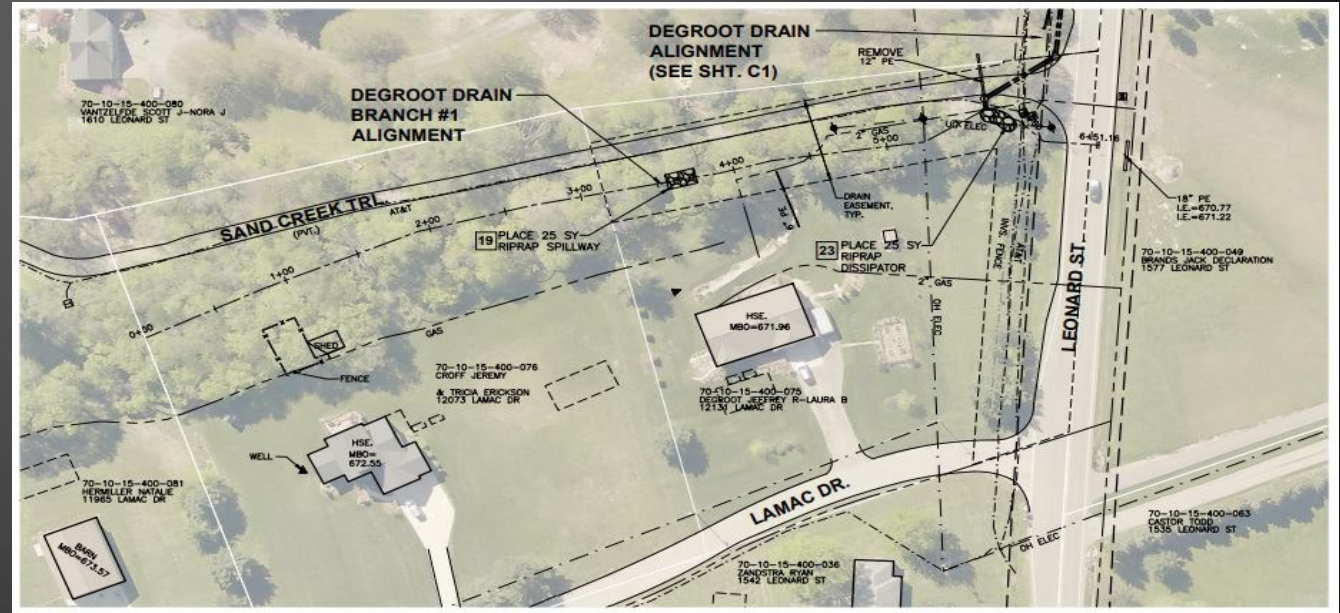 DEGROOT DRAIN
ALIGNMENT
(SEE SHT. C1)
REMOVE
12" PE
70-10-15-400-080
VANTZELFDE SCOTT J-NORA J
1610 LEONARD ST
DEGROOT DRAIN
BRANCH #1
ALIGNMENT
U/K ELEC
2" GAS
5+00
6+51.16
4+00
3+00
2+00
1+00
0+00
SAND CREEK TRL.
(PVT.)
AT&T
DRAIN
EASEMENT,
TYP.
18" PE
I.E.=670.77
I.E.=671.22
19 PLACE 25 SY
RIPRAP SPILLWAY
6" PE
23 PLACE 25 SY
RIPRAP
DISSIPATOR
INVS. FENCE
AT&T
70-10-15-400-049
BRANDS JACK DECLARATION
1577 LEONARD ST
2" GAS
OH ELEC
LEONARD ST.
HSE.
MBO=671.96
GAS
SHED
FENCE
70-10-15-400-076
CROFF JEREMY
& TRICIA ERICKSON
12073 LAMAC DR
70-10-15-400-075
DEGROOT JEFFREY R-LAURA B
12131 LAMAC DR
HSE.
MBO=
672.55
WELL
70-10-15-400-081
HERMILLER NATALIE
11965 LAMAC DR
LAMAC DR.
BARN
MBO=673.57
70-10-15-400-063
CASTOR TODD
1535 LEONARD ST
OH ELEC
70-10-15-400-036
ZANDSTRA RYAN
1542 LEONARD ST